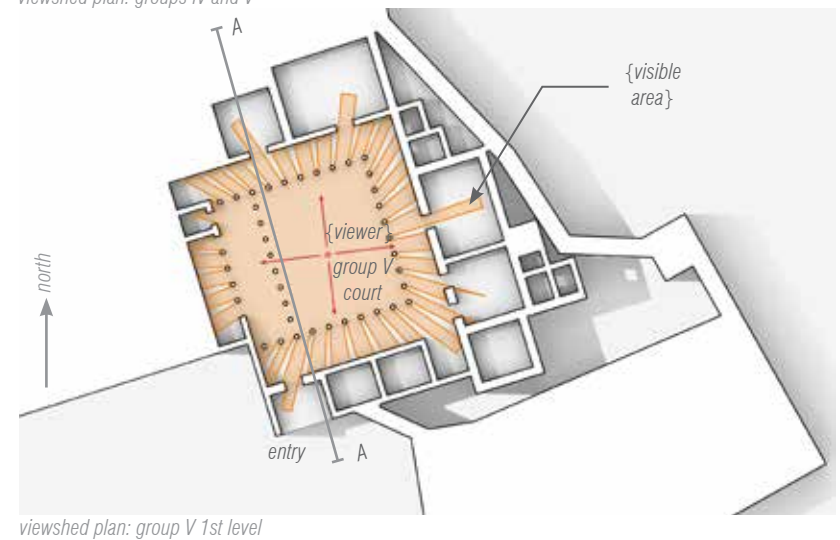 viewshed plan: groups IV and V
A
{visible
area}
{viewer}
group V
court
north
entry
A
viewshed plan: group V 1st level